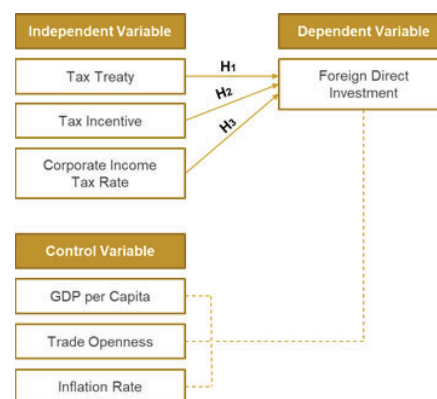 Independent Variable
Dependent Variable
Tax Treaty
H1
Foreign Direct
Investment
Tax Incentive
H2
H3
Corporate Income
Tax Rate
Control Variable
GDP per Capita
Trade Openness
Inflation Rate